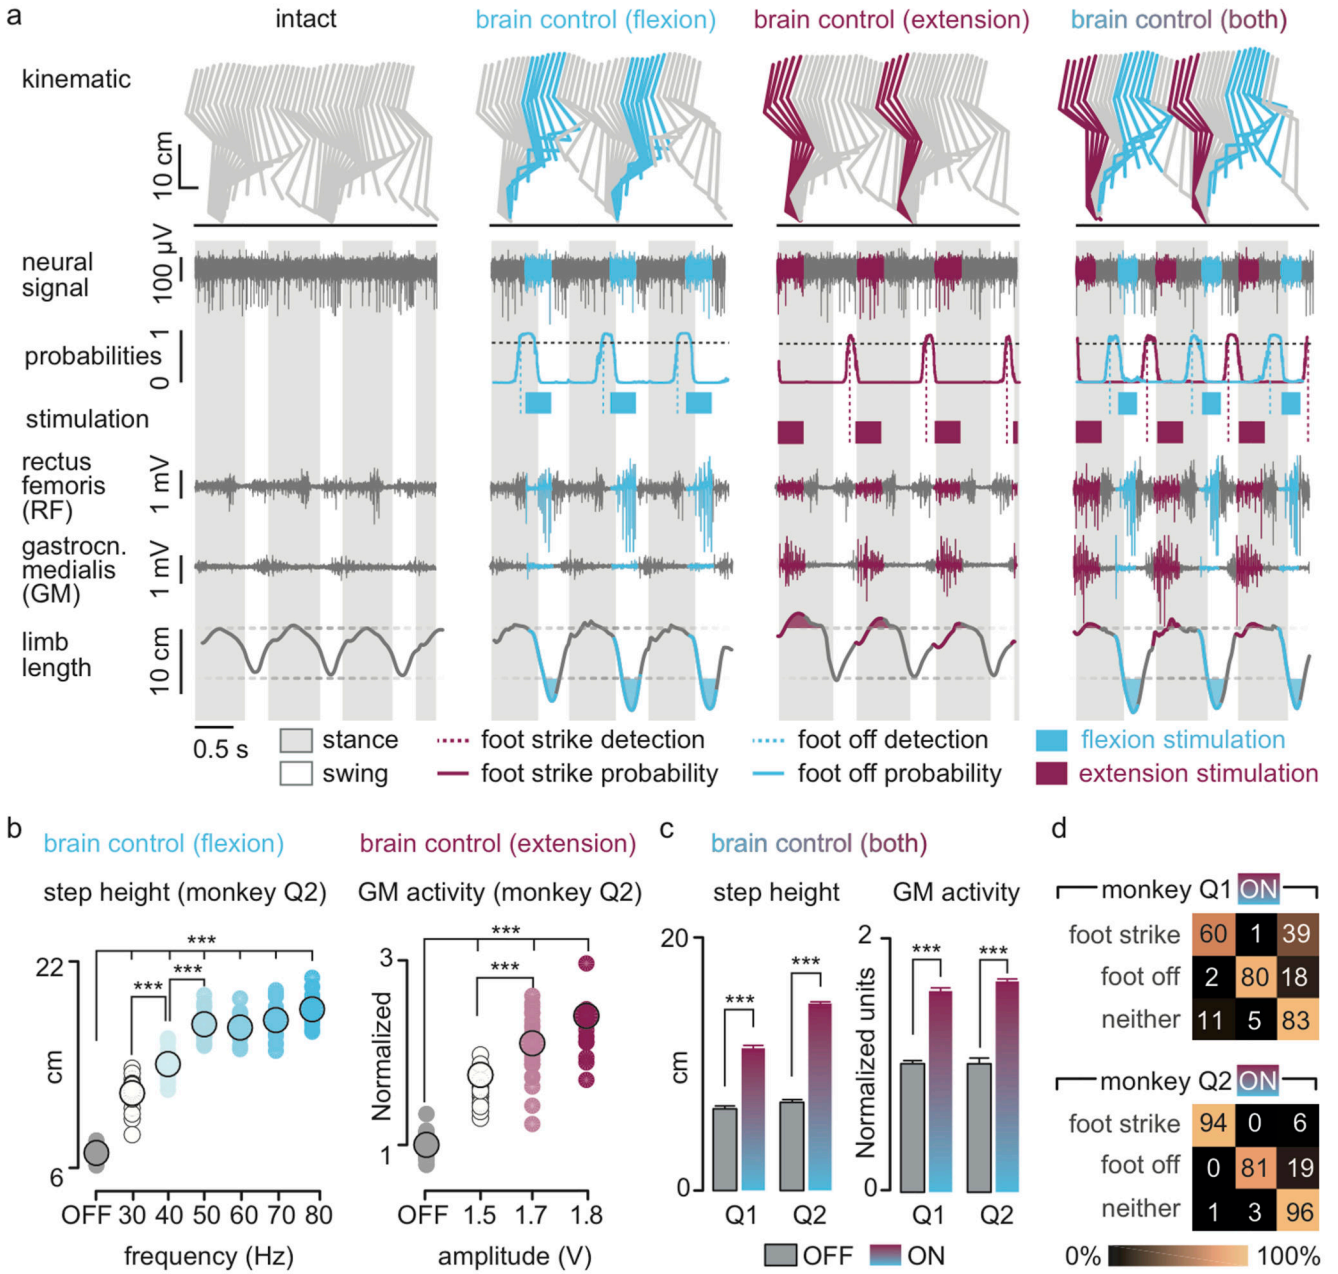 a
intact
brain control (flexion)
brain control (extension)
brain control (both)
kinematic
10 cm
10 cm
neural
signal
100 µV
probabilities
1
0
stimulation
rectus
femoris
(RF)
1 mV
gastrocn.
medialis
(GM)
1 mV
limb
length
10 cm
0.5 s
stance
foot strike detection
foot off detection
flexion stimulation
swing
foot strike probability
foot off probability
extension stimulation
b
brain control (flexion)
step height (monkey Q2)
***
***
***
22
cm
6
OFF 30 40 50 60 70 80
frequency (Hz)
brain control (extension)
GM activity (monkey Q2)
***
***
3
Normalized
1
OFF 1.5 1.7 1.8
amplitude (V)
c
brain control (both)
step height
20
***
***
cm
0
Q1 Q2
GM activity
2
***
***
Normalized units
0
Q1 Q2
OFF ON
d
monkey Q1 ON
foot strike 60 1 39
foot off 2 80 18
neither 11 5 83
monkey Q2 ON
foot strike 94 0 6
foot off 0 81 19
neither 1 3 96
0% 100%